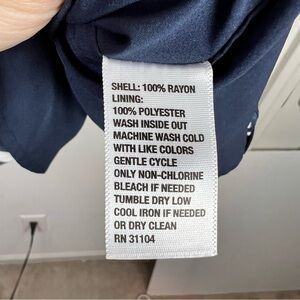 SHELL: 100% RAYON
LINING:
100% POLYESTER
WASH INSIDE OUT
MACHINE WASH COLD
WITH LIKE COLORS
GENTLE CYCLE
ONLY NON-CHLORINE
BLEACH IF NEEDED
TUMBLE DRY LOW
COOL IRON IF NEEDED
OR DRY CLEAN
RN 31104